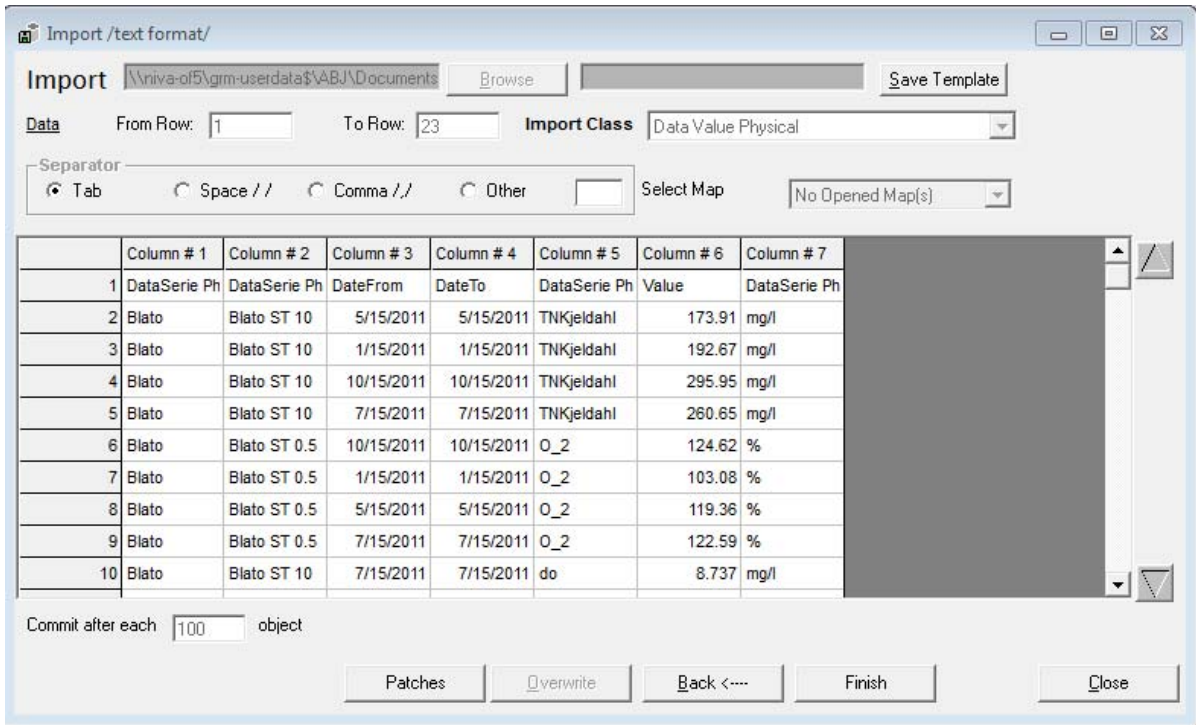 Import /text format/
Import \\niva-of5\grm-userdata$\ABJ\Documents Browse Save Template
Data From Row: 1 To Row: 23 Import Class Data Value Physical
Separator
Tab Space / / Comma /,/ Other Select Map No Opened Map(s)
Column # 1 Column # 2 Column # 3 Column # 4 Column # 5 Column # 6 Column # 7
1 DataSerie Ph DataSerie Ph DateFrom DateTo DataSerie Ph Value DataSerie Ph
2 Blato Blato ST 10 5/15/2011 5/15/2011 TNKjeldahl 173.91 mg/l
3 Blato Blato ST 10 1/15/2011 1/15/2011 TNKjeldahl 192.67 mg/l
4 Blato Blato ST 10 10/15/2011 10/15/2011 TNKjeldahl 295.95 mg/l
5 Blato Blato ST 10 7/15/2011 7/15/2011 TNKjeldahl 260.65 mg/l
6 Blato Blato ST 0.5 10/15/2011 10/15/2011 O_2 124.62 %
7 Blato Blato ST 0.5 1/15/2011 1/15/2011 O_2 103.08 %
8 Blato Blato ST 0.5 5/15/2011 5/15/2011 O_2 119.36 %
9 Blato Blato ST 0.5 7/15/2011 7/15/2011 O_2 122.59 %
10 Blato Blato ST 10 7/15/2011 7/15/2011 do 8.737 mg/l
Commit after each 100 object
Patches Overwrite Back <---- Finish Close